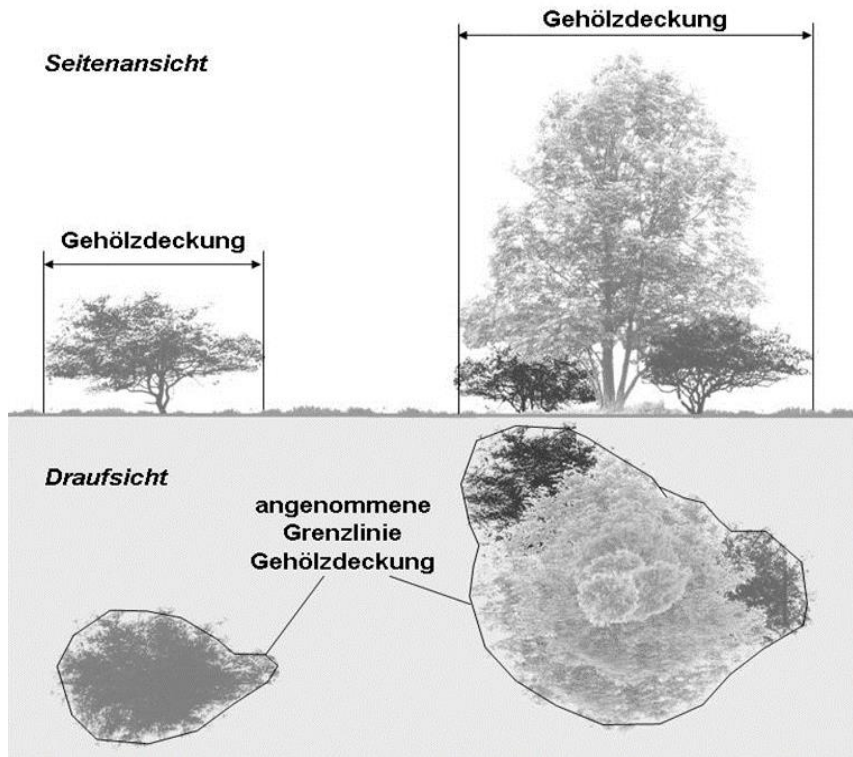 Gehölzdeckung
Seitenansicht
Gehölzdeckung
Draufsicht
angenommene
Grenzlinie
Gehölzdeckung